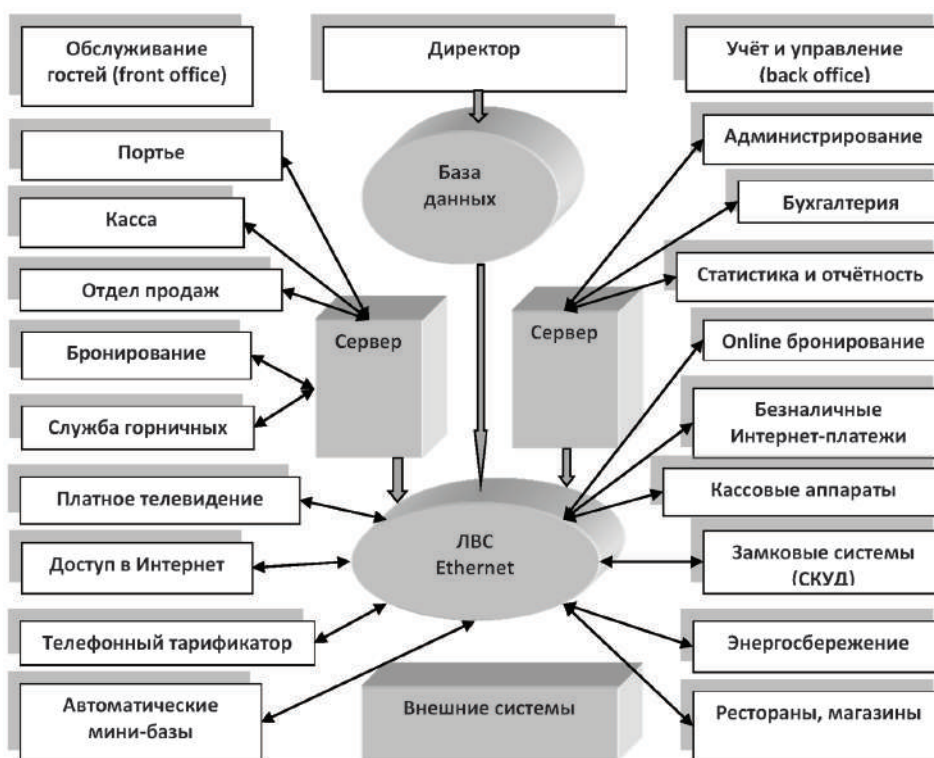 Обслуживание
гостей (front office)
Директор
Учёт и управление
(back office)
Портье
Касса
Отдел продаж
Бронирование
Служба горничных
Платное телевидение
Доступ в Интернет
Телефонный тарификатор
Автоматические
мини-базы
База
данных
Сервер
Сервер
ЛВС
Ethernet
Внешние системы
Администрирование
Бухгалтерия
Статистика и отчётность
Online бронирование
Безналичные
Интернет-платежи
Кассовые аппараты
Замковые системы
(СКУД)
Энергосбережение
Рестораны, магазины